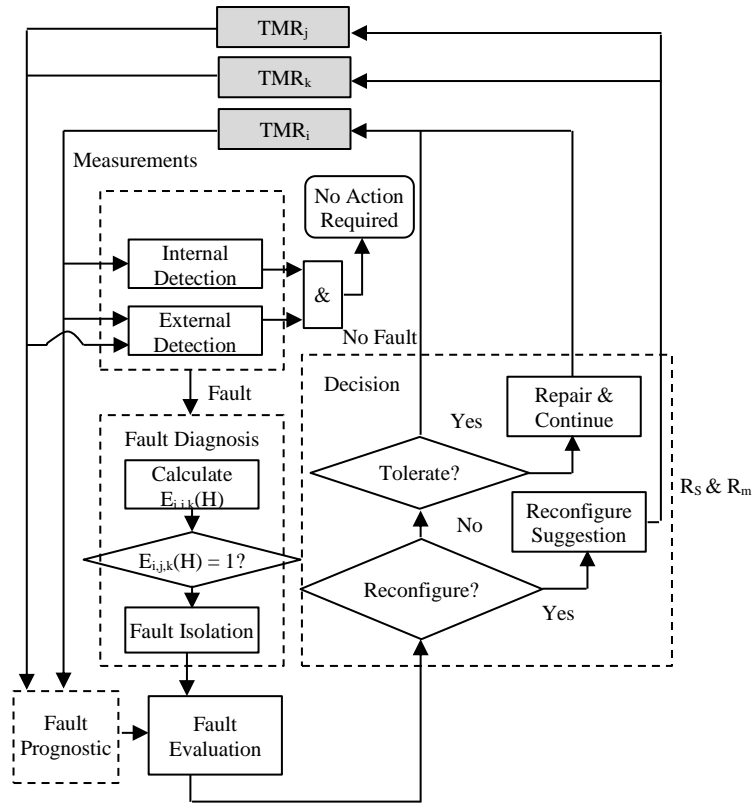 TMRj
TMRk
TMRi
Measurements
No Action
Required
Internal
Detection
&
External
Detection
No Fault
Decision
Fault
Repair &
Continue
Yes
Fault Diagnosis
Tolerate?
Calculate
Ei,j,k(H)
RS & Rm
Reconfigure
Suggestion
No
Ei,j,k(H) = 1?
Reconfigure?
Yes
Fault Isolation
Fault
Prognostic
Fault
Evaluation